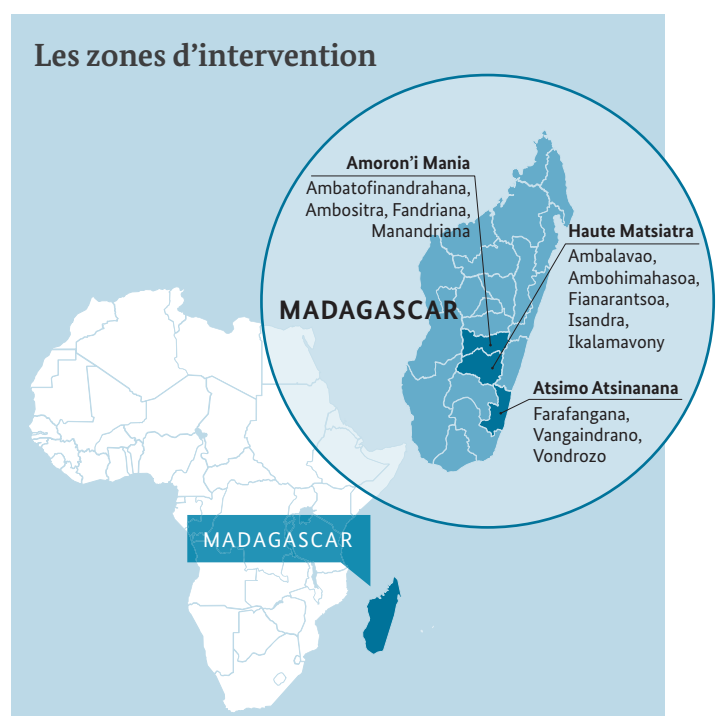 Les zones d'intervention
Amoron'i Mania
Ambatofinandrahana,
Ambositra, Fandriana,
Manandriana
Haute Matsiatra
Ambalavao,
Ambohimahasoa,
Fianarantsoa,
Isandra,
Ikalamavony
MADAGASCAR
Atsimo Atsinanana
Farafangana,
Vangaindrano,
Vondrozo
MADAGASCAR